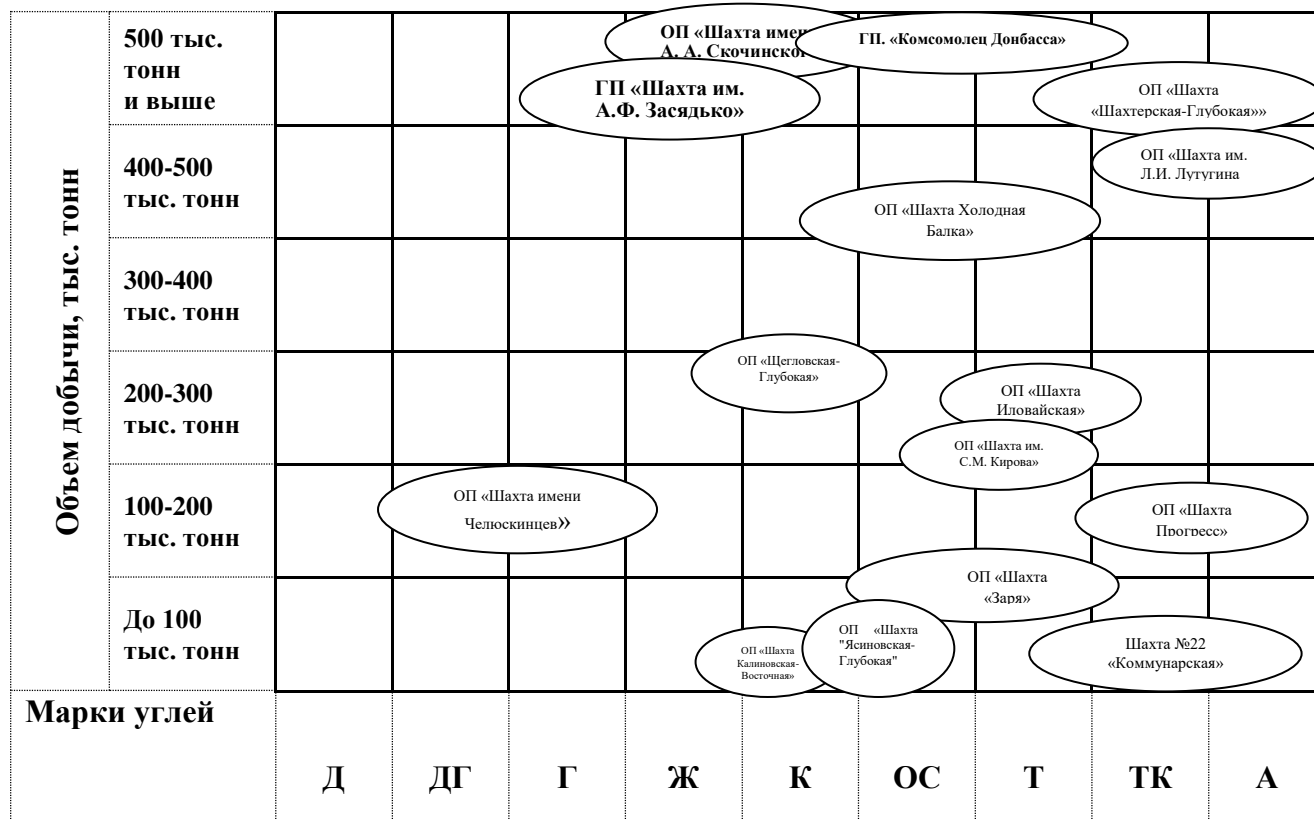 Объем добычи, тыс. тонн
500 тыс.
тонн
и выше
ОП «Шахта имени
А. А. Скочинског
ГП. «Комсомолец Донбасса»
ГП «Шахта им.
А.Ф. Засядько»
ОП «Шахта
«Шахтерская-Глубокая»»
400-500
тыс. тонн
ОП «Шахта им.
Л.И. Лутугина
ОП «Шахта Холодная
Балка»
300-400
тыс. тонн
200-300
тыс. тонн
ОП «Щегловская-
Глубокая»
ОП «Шахта
Иловайская»
ОП «Шахта им.
С.М. Кирова»
100-200
тыс. тонн
ОП «Шахта имени
Челюскинцев»
ОП «Шахта
Прогресс»
До 100
тыс. тонн
ОП «Шахта
«Заря»
ОП «Шахта
Калиновская-
Восточная»
ОП «Шахта
"Ясиновская-
Глубокая"
Шахта №22
«Коммунарская»
Марки углей
Д ДГ Г Ж К ОС Т ТК А